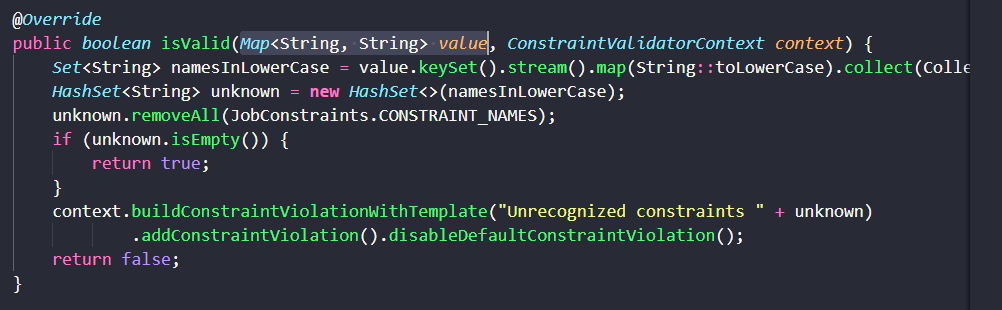 @Override
public boolean isValid(Map<String, String> value, ConstraintValidatorContext context) {
Set<String> namesInLowerCase = value.keySet().stream().map(String::toLowerCase).collect(Colle
HashSet<String> unknown = new HashSet<>(namesInLowerCase);
unknown.removeAll(JobConstraints.CONSTRAINT_NAMES);
if (unknown.isEmpty()) {
return true;
}
context.buildConstraintViolationWithTemplate("Unrecognized constraints " + unknown)
.addConstraintViolation().disableDefaultConstraintViolation();
return false;
}